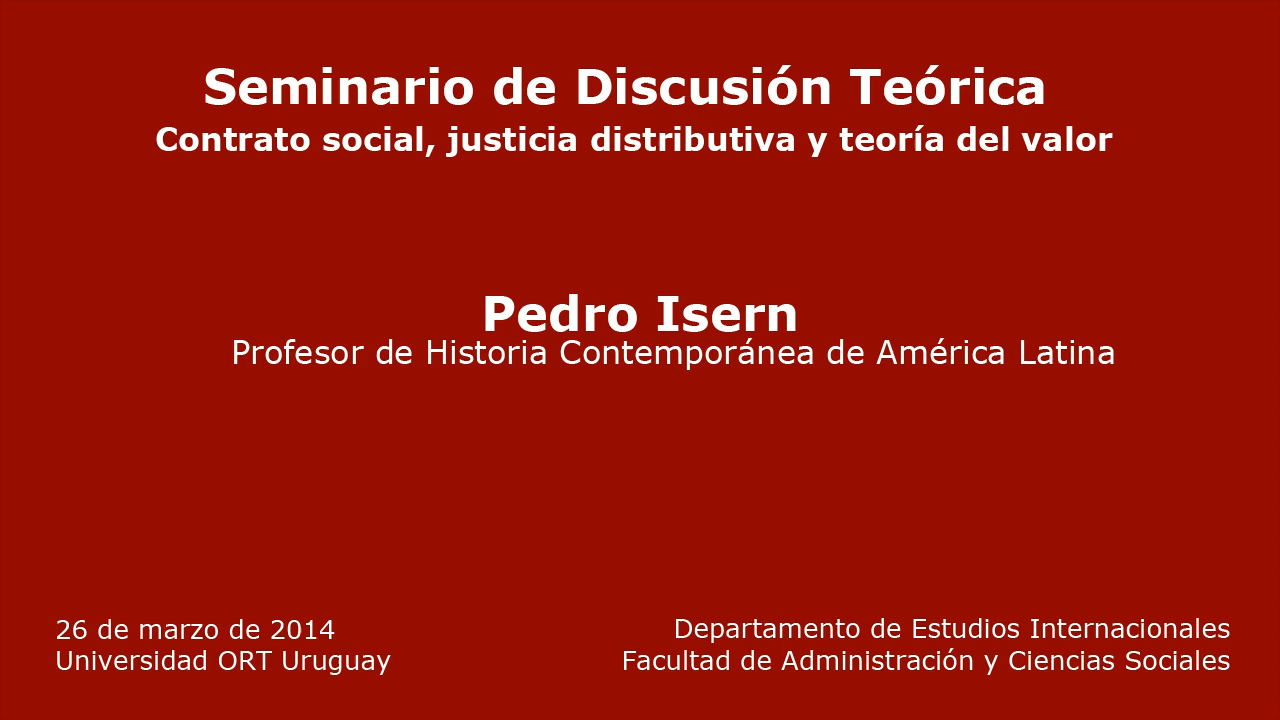 Seminario de Discusión Teórica
Contrato social, justicia distributiva y teoría del valor
Pedro Isern
Profesor de Historia Contemporánea de América Latina
26 de marzo de 2014
Universidad ORT Uruguay
Departamento de Estudios Internacionales
Facultad de Administración y Ciencias Sociales